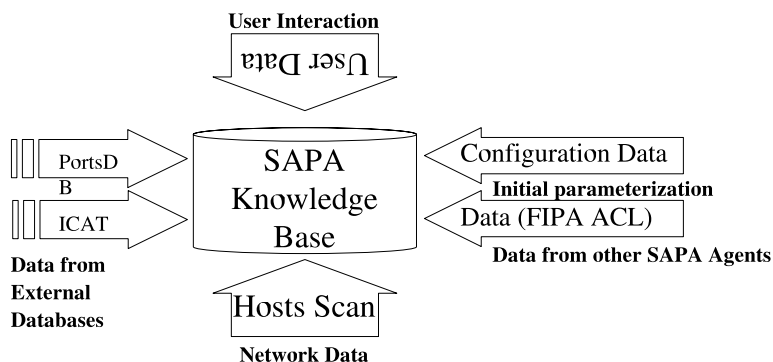 User Interaction
User Data
PortsD
B
ICAT
Data from
External
Databases
SAPA
Knowledge
Base
Configuration Data
Initial parameterization
Data (FIPA ACL)
Data from other SAPA Agents
Hosts Scan
Network Data